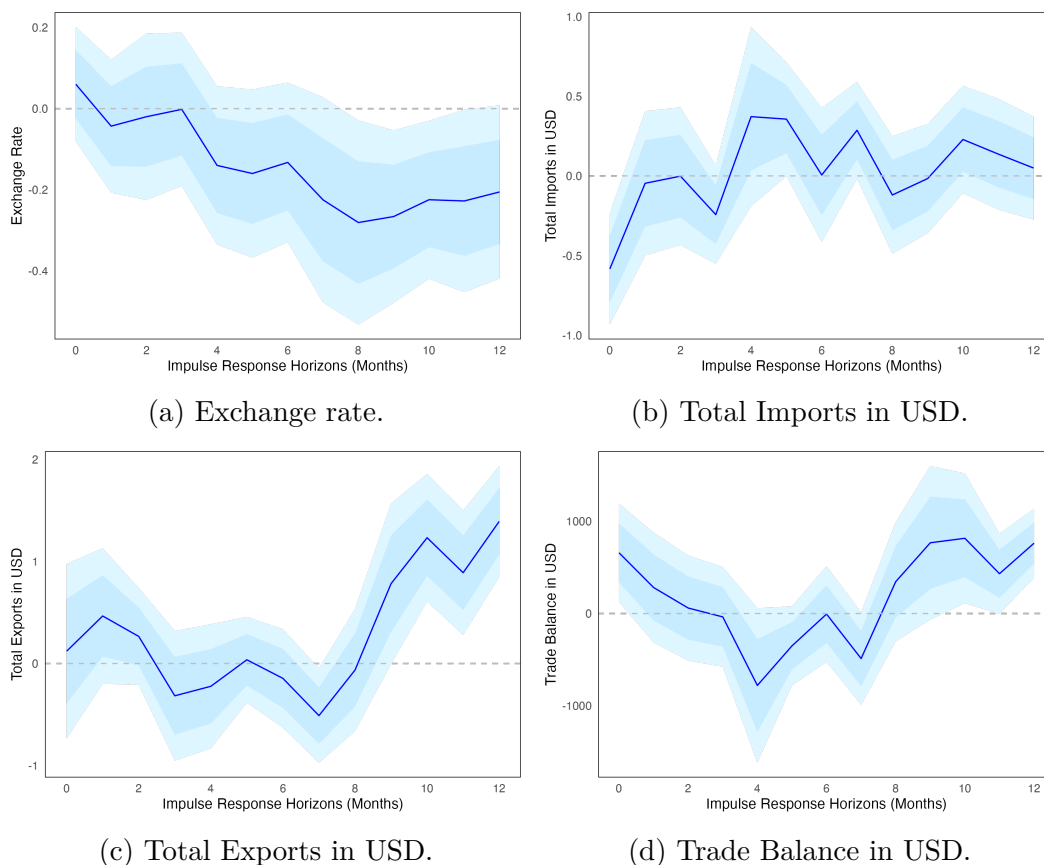 0.2
0.0
-0.2
-0.4
Exchange Rate
0 2 4 6 8 10 12
Impulse Response Horizons (Months)
(a) Exchange rate.
1.0
0.5
0.0
-0.5
-1.0
Total Imports in USD
0 2 4 6 8 10 12
Impulse Response Horizons (Months)
(b) Total Imports in USD.
2
1
0
-1
Total Exports in USD
0 2 4 6 8 10 12
Impulse Response Horizons (Months)
(c) Total Exports in USD.
1000
0
-1000
Trade Balance in USD
0 2 4 6 8 10 12
Impulse Response Horizons (Months)
(d) Trade Balance in USD.